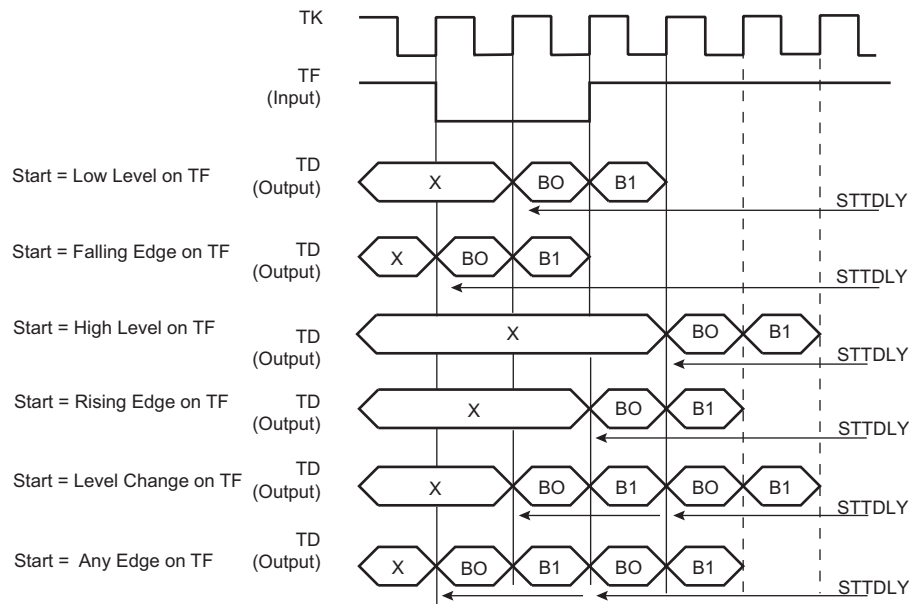 TK
TF
(Input)
Start = Low Level on TF
TD
(Output)
X
BO
B1
STTDLY
Start = Falling Edge on TF
TD
(Output)
X
BO
B1
STTDLY
Start = High Level on TF
TD
(Output)
X
BO
B1
STTDLY
Start = Rising Edge on TF
TD
(Output)
X
BO
B1
STTDLY
Start = Level Change on TF
TD
(Output)
X
BO
B1
BO
B1
STTDLY
Start = Any Edge on TF
TD
(Output)
X
BO
B1
BO
B1
STTDLY